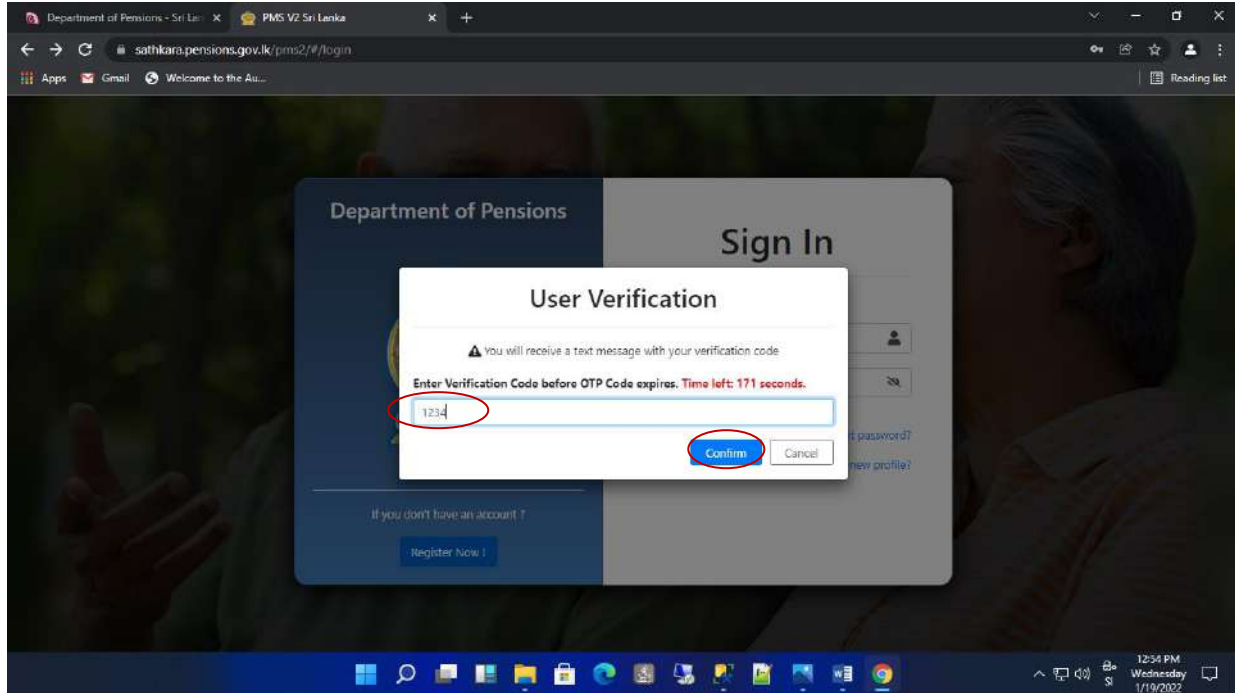 Department of Pensions - Sri Lan
PMS V2 Sri Lanka
sathkara.pensions.gov.lk/pms2/#/login
Apps
Gmail
Welcome to the Au...
Reading list
Department of Pensions
Sign In
User Verification
You will receive a text message with your verification code
Enter Verification Code before OTP Code expires. Time left: 171 seconds.
1234
Confirm
Cancel
password?
new profile?
If you don't have an account ?
Register Now !
SI
12:54 PM
Wednesday
1/19/2022